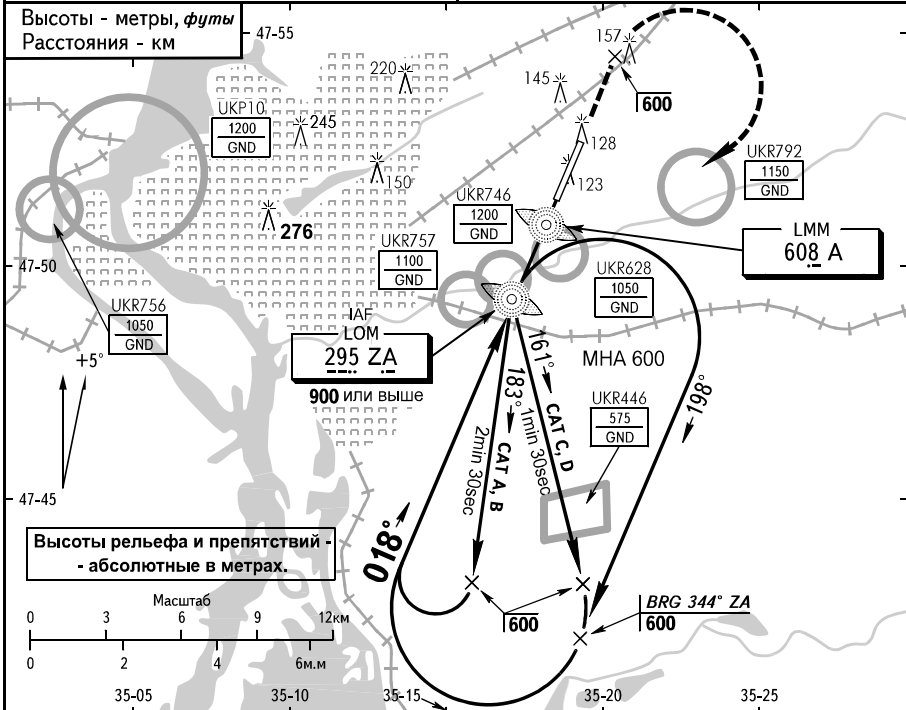 Высоты - метры, футы
Расстояния - км
47-55
157
220
145
600
UKP10
1200
GND
245
128
UKR792
1150
GND
150
123
UKR746
1200
GND
276
LMM
608 A
UKR757
1100
GND
47-50
UKR628
1050
GND
UKR756
1050
GND
IAF
LOM
295 ZA
900 или выше
+5°
MHA 600
161°
CAT C, D
1min 30sec
183°
CAT A, B
2min 30sec
198°
UKR446
575
GND
47-45
018°
Высоты рельефа и препятствий -
- абсолютные в метрах.
Масштаб
0 3 6 9 12км
0 2 4 6м.м
600
BRG 344° ZA
600
35-05
35-10
35-15
35-20
35-25